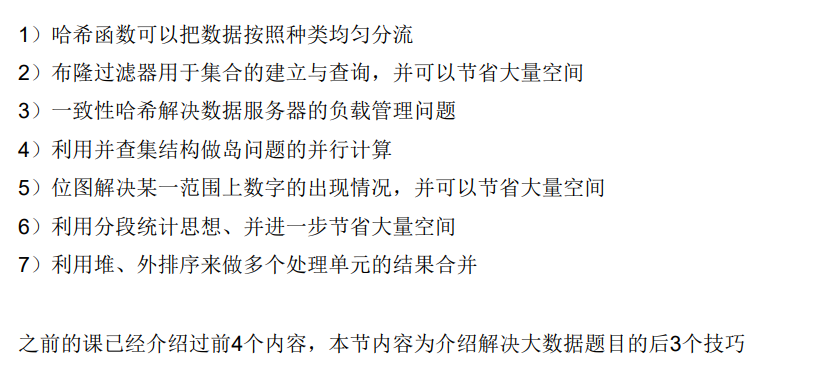 1）哈希函数可以把数据按照种类均匀分流
2）布隆过滤器用于集合的建立与查询，并可以节省大量空间
3）一致性哈希解决数据服务器的负载管理问题
4）利用并查集结构做岛问题的并行计算
5）位图解决某一范围上数字的出现情况，并可以节省大量空间
6）利用分段统计思想、并进一步节省大量空间
7）利用堆、外排序来做多个处理单元的结果合并
之前的课已经介绍过前4个内容，本节内容为介绍解决大数据题目的后3个技巧